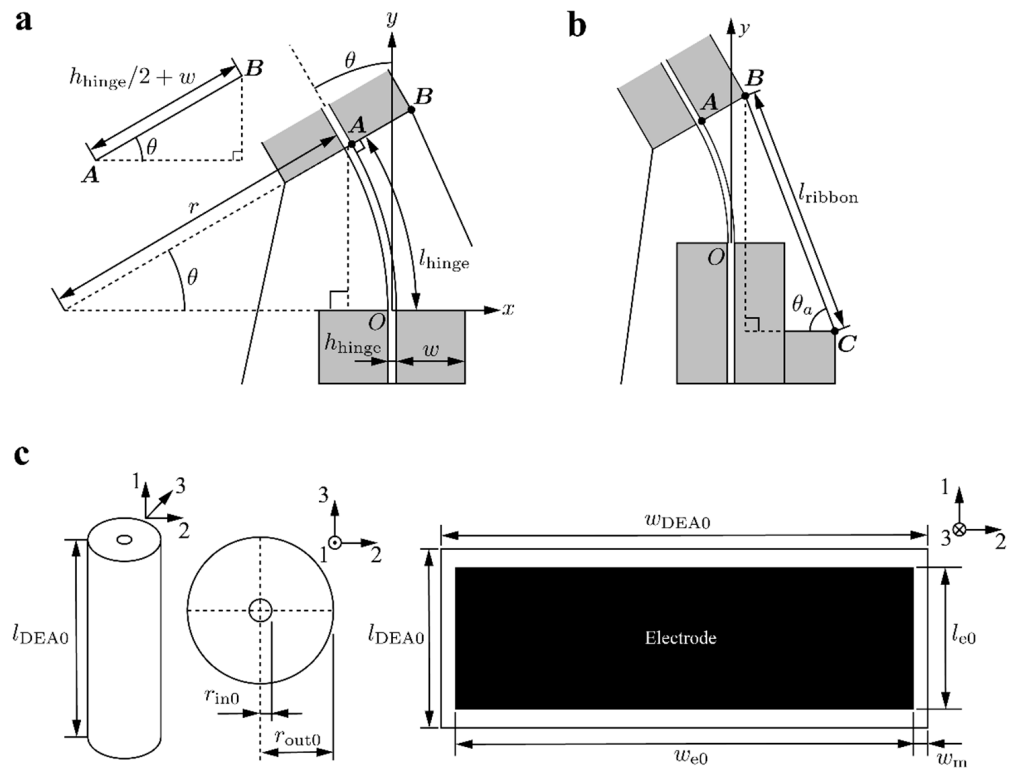 a
y
θ
h_hinge/2 + w
B
A
θ
A
B
r
θ
l_hinge
x
O
h_hinge
w
b
y
B
A
l_ribbon
O
θ_a
C
c
1
3
2
l_DEA0
3
1
2
r_in0
r_out0
w_DEA0
1
3
2
l_DEA0
Electrode
l_e0
w_e0
w_m